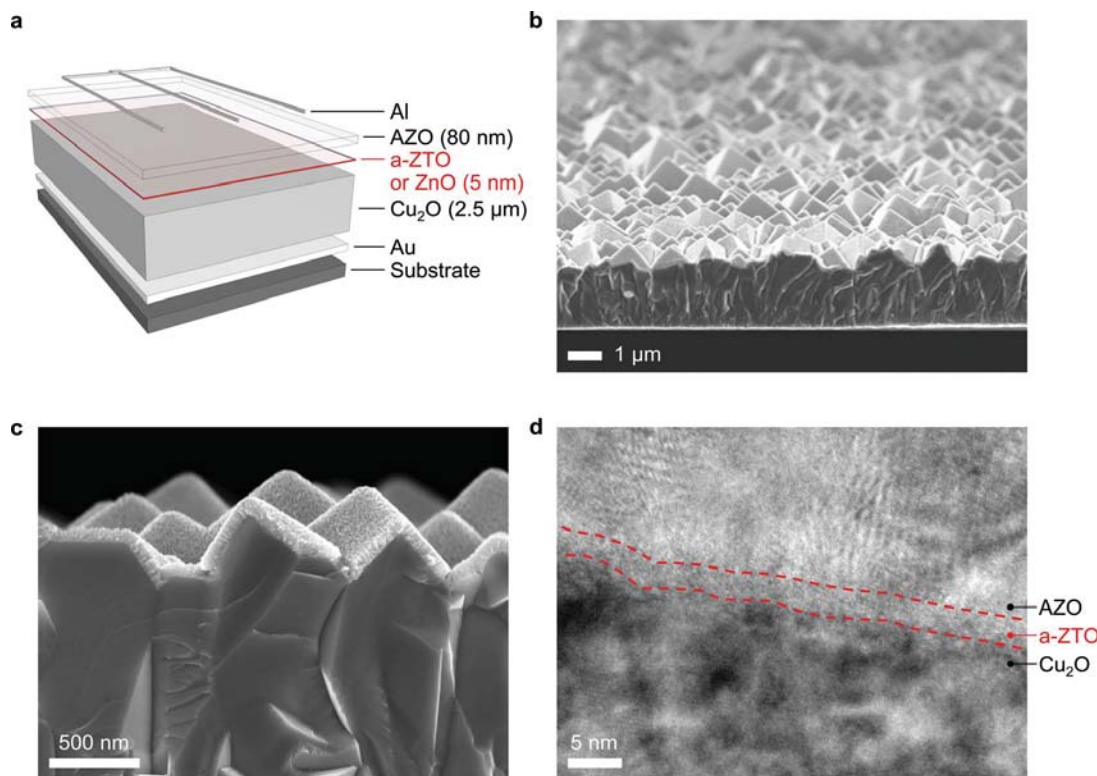 a
Al
AZO (80 nm)
a-ZTO
or ZnO (5 nm)
Cu₂O (2.5 μm)
Au
Substrate
b
1 μm
c
500 nm
d
AZO
a-ZTO
Cu₂O
5 nm